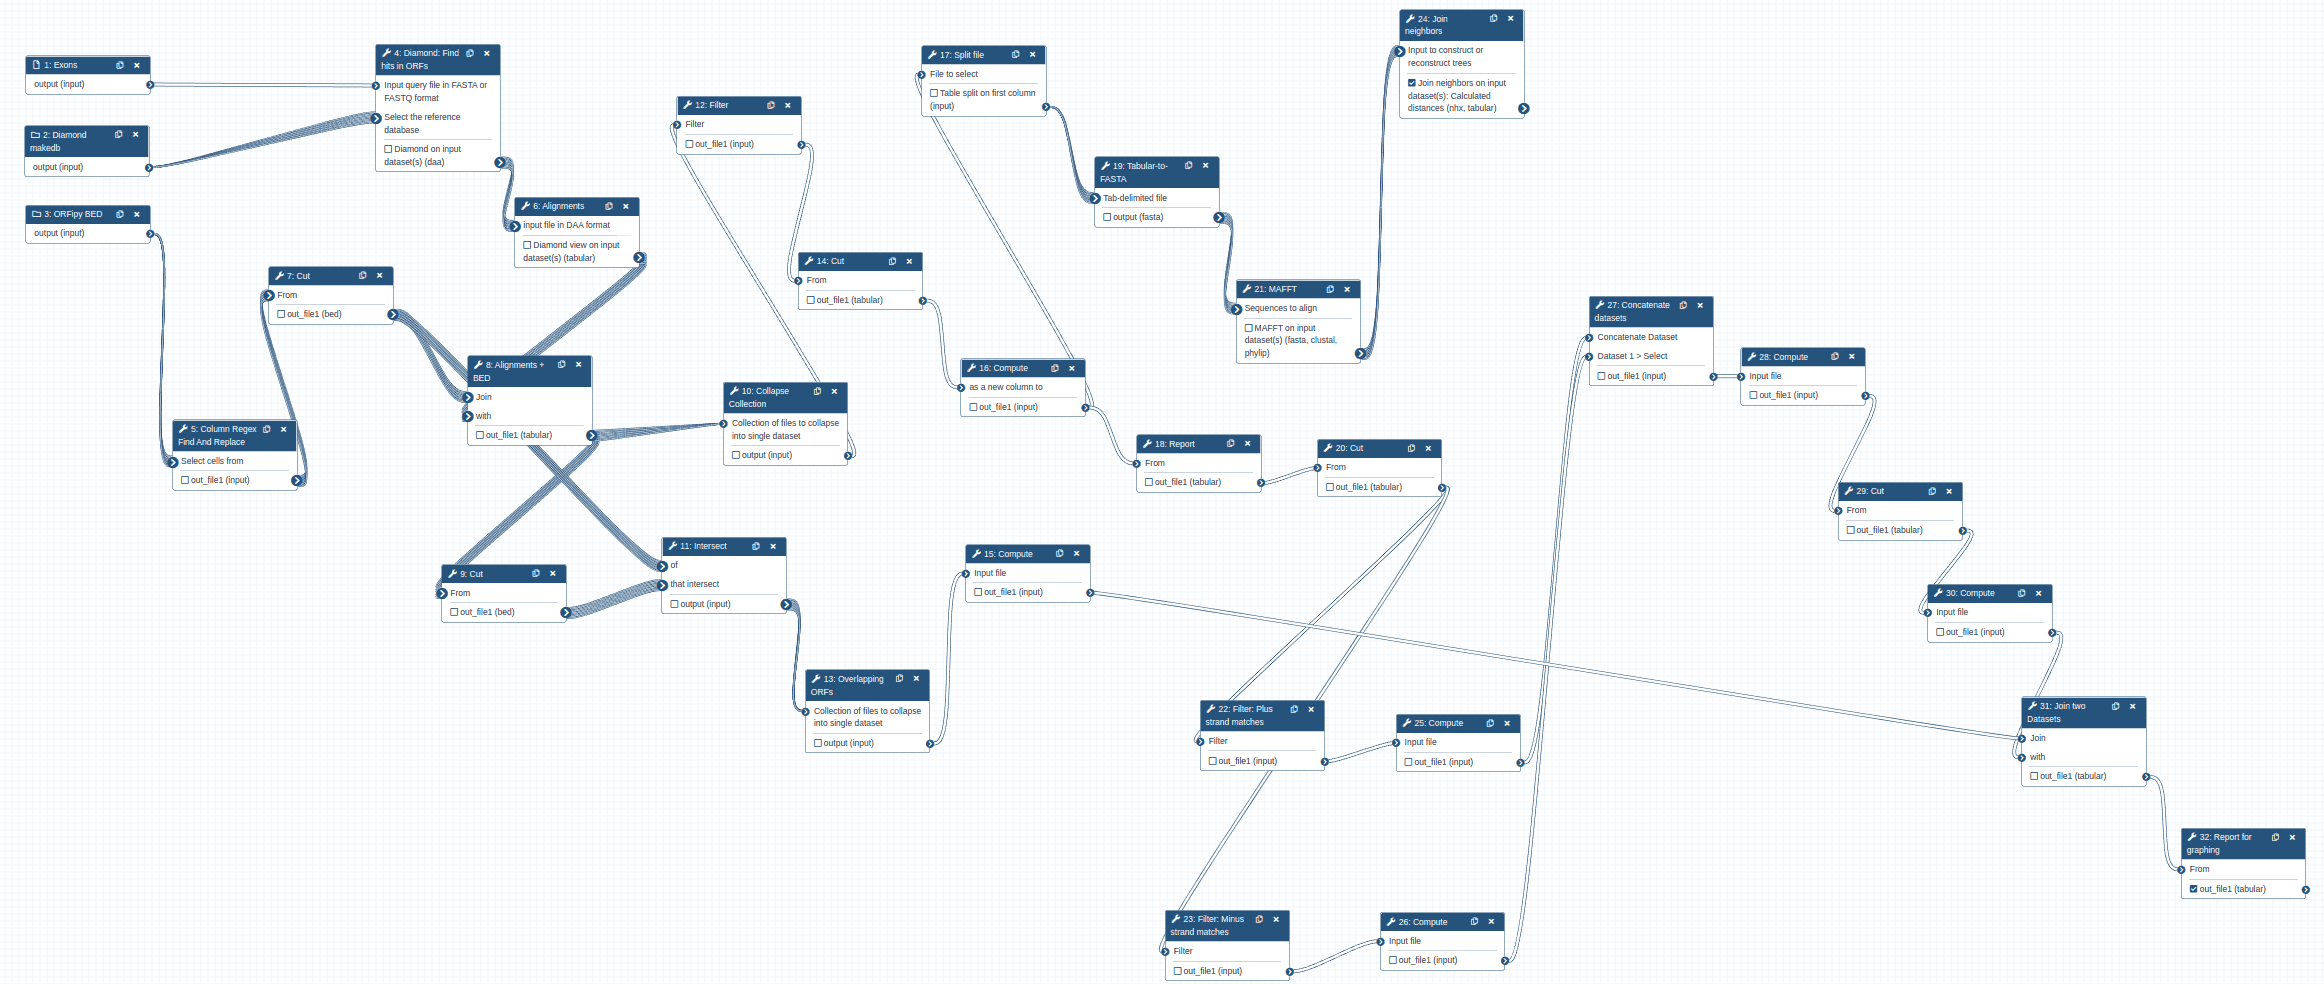 1: Exons
output (input)
2: Diamond
makedb
output (input)
3: ORFipy BED
output (input)
4: Diamond: Find
hits in ORFs
Input query file in FASTA or
FASTQ format
Select the reference
database
Diamond on input
dataset(s) (daa)
5: Column Regex
Find And Replace
Select cells from
out_file1 (input)
6: Alignments
input file in DAA format
Diamond view on input
dataset(s) (tabular)
7: Cut
From
out_file1 (bed)
8: Alignments +
BED
Join
with
out_file1 (tabular)
9: Cut
From
out_file1 (bed)
10: Collapse
Collection
Collection of files to collapse
into single dataset
output (input)
11: Intersect
of
that intersect
output (input)
12: Filter
Filter
out_file1 (input)
13: Overlapping
ORFs
Collection of files to collapse
into single dataset
output (input)
14: Cut
From
out_file1 (tabular)
15: Compute
Input file
out_file1 (input)
16: Compute
as a new column to
out_file1 (input)
17: Split file
File to select
Table split on first column
(input)
18: Report
From
out_file1 (tabular)
19: Tabular-to-
FASTA
Tab-delimited file
output (fasta)
20: Cut
From
out_file1 (tabular)
21: MAFFT
Sequences to align
MAFFT on input
dataset(s) (fasta, clustal,
phylip)
22: Filter: Plus
strand matches
Filter
out_file1 (input)
23: Filter: Minus
strand matches
Filter
out_file1 (input)
24: Join
neighbors
Input to construct or
reconstruct trees
Join neighbors on input
dataset(s): Calculated
distances (nhx, tabular)
25: Compute
Input file
out_file1 (input)
26: Compute
Input file
out_file1 (input)
27: Concatenate
datasets
Concatenate Dataset
Dataset 1 > Select
out_file1 (input)
28: Compute
Input file
out_file1 (input)
29: Cut
From
out_file1 (tabular)
30: Compute
Input file
out_file1 (input)
31: Join two
Datasets
Join
with
out_file1 (tabular)
32: Report for
graphing
From
out_file1 (tabular)